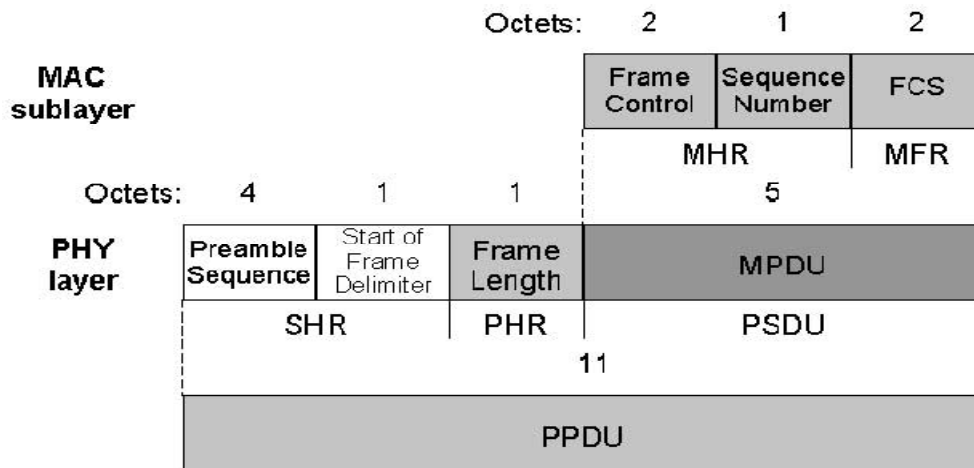 Octets: 2 1 2
MAC sublayer
Frame Control
Sequence Number
FCS
MHR
MFR
Octets: 4 1 1 5
PHY layer
Preamble Sequence
Start of Frame Delimiter
Frame Length
MPDU
SHR
PHR
PSDU
11
PPDU